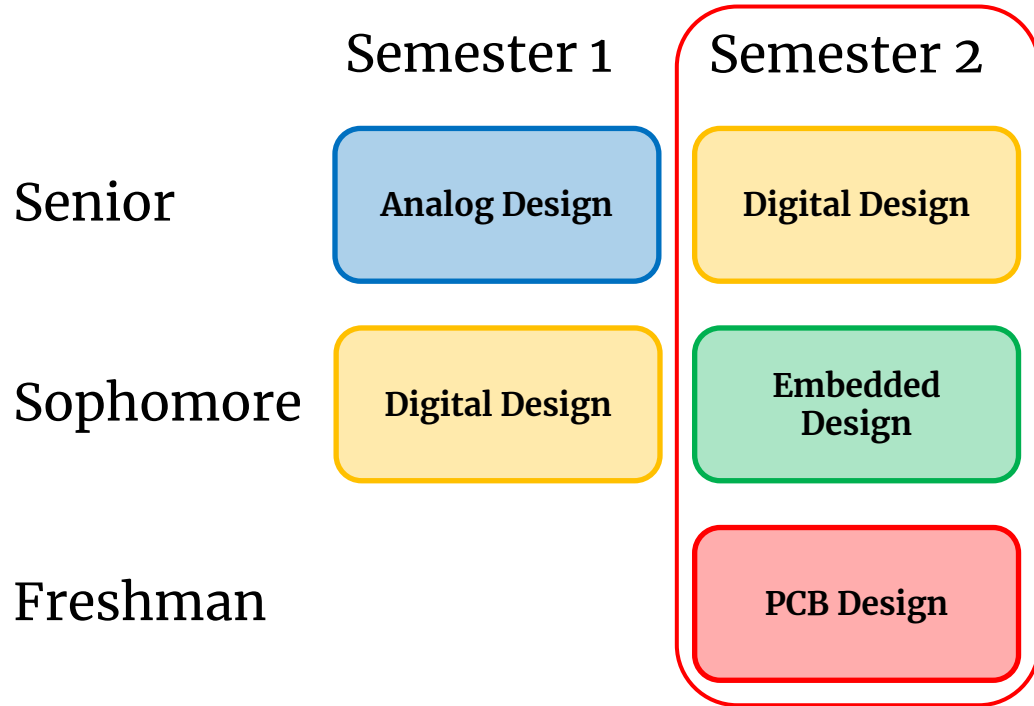 Semester 1
Semester 2
Senior
Analog Design
Digital Design
Sophomore
Digital Design
Embedded
Design
Freshman
PCB Design